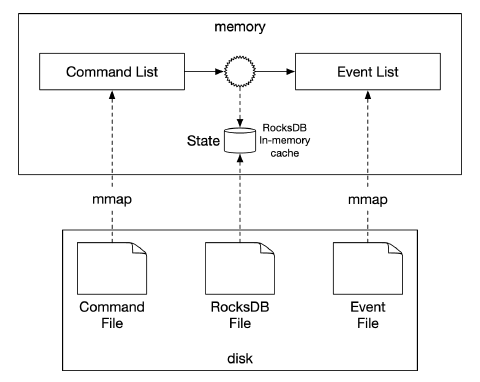 memory
Command List
Event List
State
RocksDB
In-memory
cache
mmap
mmap
Command
File
RocksDB
File
Event
File
disk